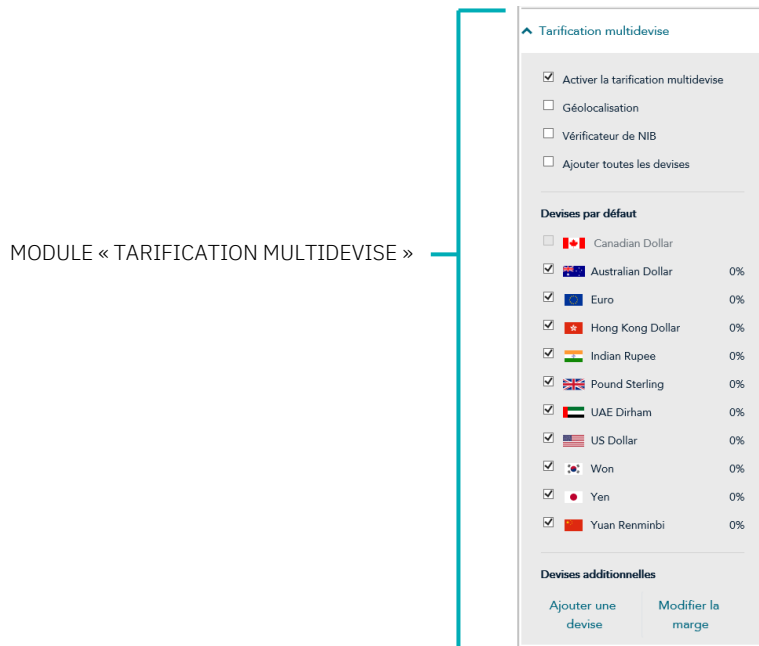 MODULE « TARIFICATION MULTIDEVISE »
Tarification multidevise
Activer la tarification multidevise
Géolocalisation
Vérificateur de NIB
Ajouter toutes les devises
Devises par défaut
Canadian Dollar
Australian Dollar 0%
Euro 0%
Hong Kong Dollar 0%
Indian Rupee 0%
Pound Sterling 0%
UAE Dirham 0%
US Dollar 0%
Won 0%
Yen 0%
Yuan Renminbi 0%
Devises additionnelles
Ajouter une
devise
Modifier la
marge